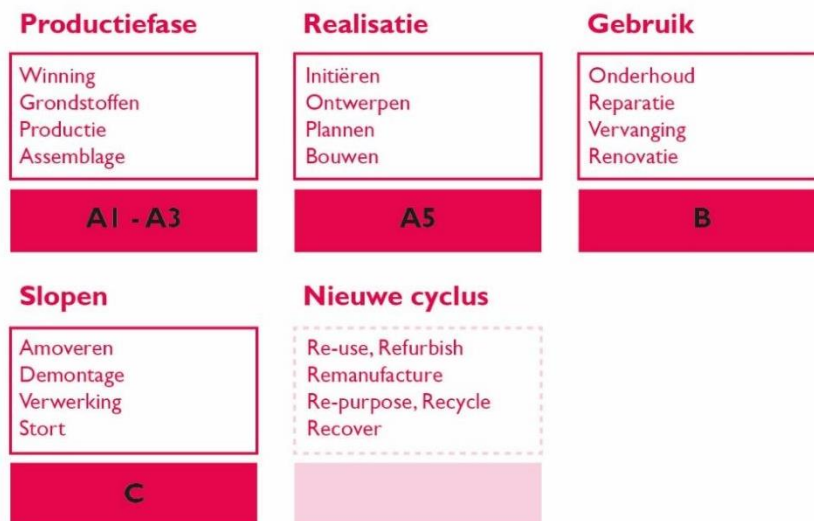 Productiefase
Winning
Grondstoffen
Productie
Assemblage
A1 - A3
Realisatie
Initiëren
Ontwerpen
Plannen
Bouwen
A5
Gebruik
Onderhoud
Reparatie
Vervanging
Renovatie
B
Slopen
Amoveren
Demontage
Verwerking
Stort
C
Nieuwe cyclus
Re-use, Refurbish
Remanufacture
Re-purpose, Recycle
Recover